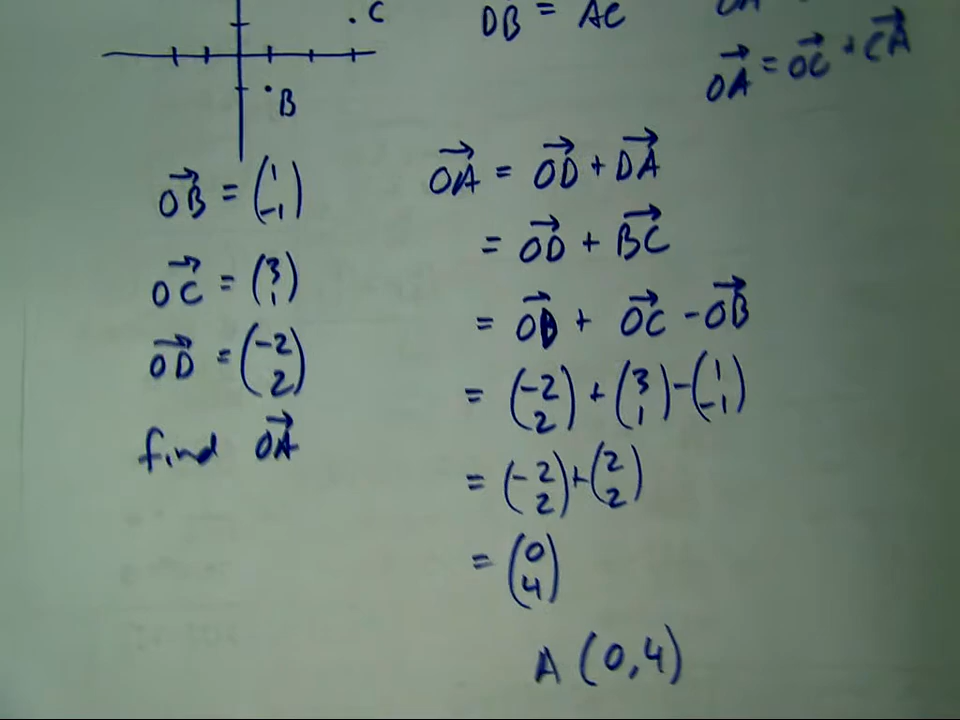 C
B
DB = AC
OA = OC + CA
OB = (1 -1)
OC = (3 1)
OD = (-2 2)
find OA
OA = OD + DA
= OD + BC
= OD + OC - OB
= (-2 2) + (3 1) - (1 -1)
= (-2 2) + (2 2)
= (0 4)
A (0,4)